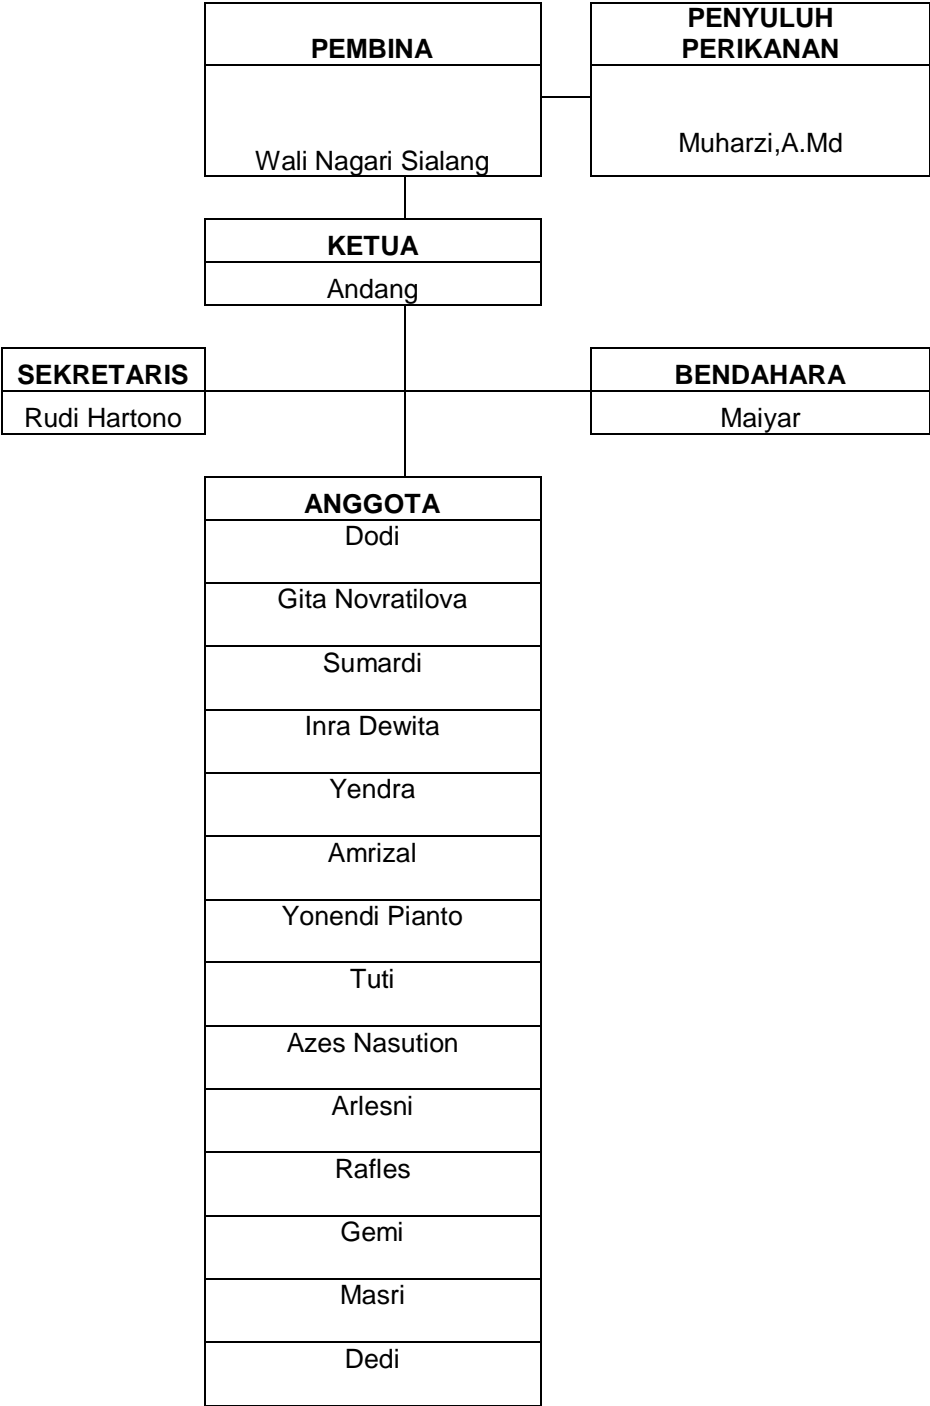 PEMBINA
PENYULUH
PERIKANAN
Wali Nagari Sialang
Muharzi,A.Md
KETUA
Andang
SEKRETARIS
Rudi Hartono
BENDAHARA
Maiyar
ANGGOTA
Dodi
Gita Novratilova
Sumardi
Inra Dewita
Yendra
Amrizal
Yonendi Pianto
Tuti
Azes Nasution
Arlesni
Rafles
Gemi
Masri
Dedi